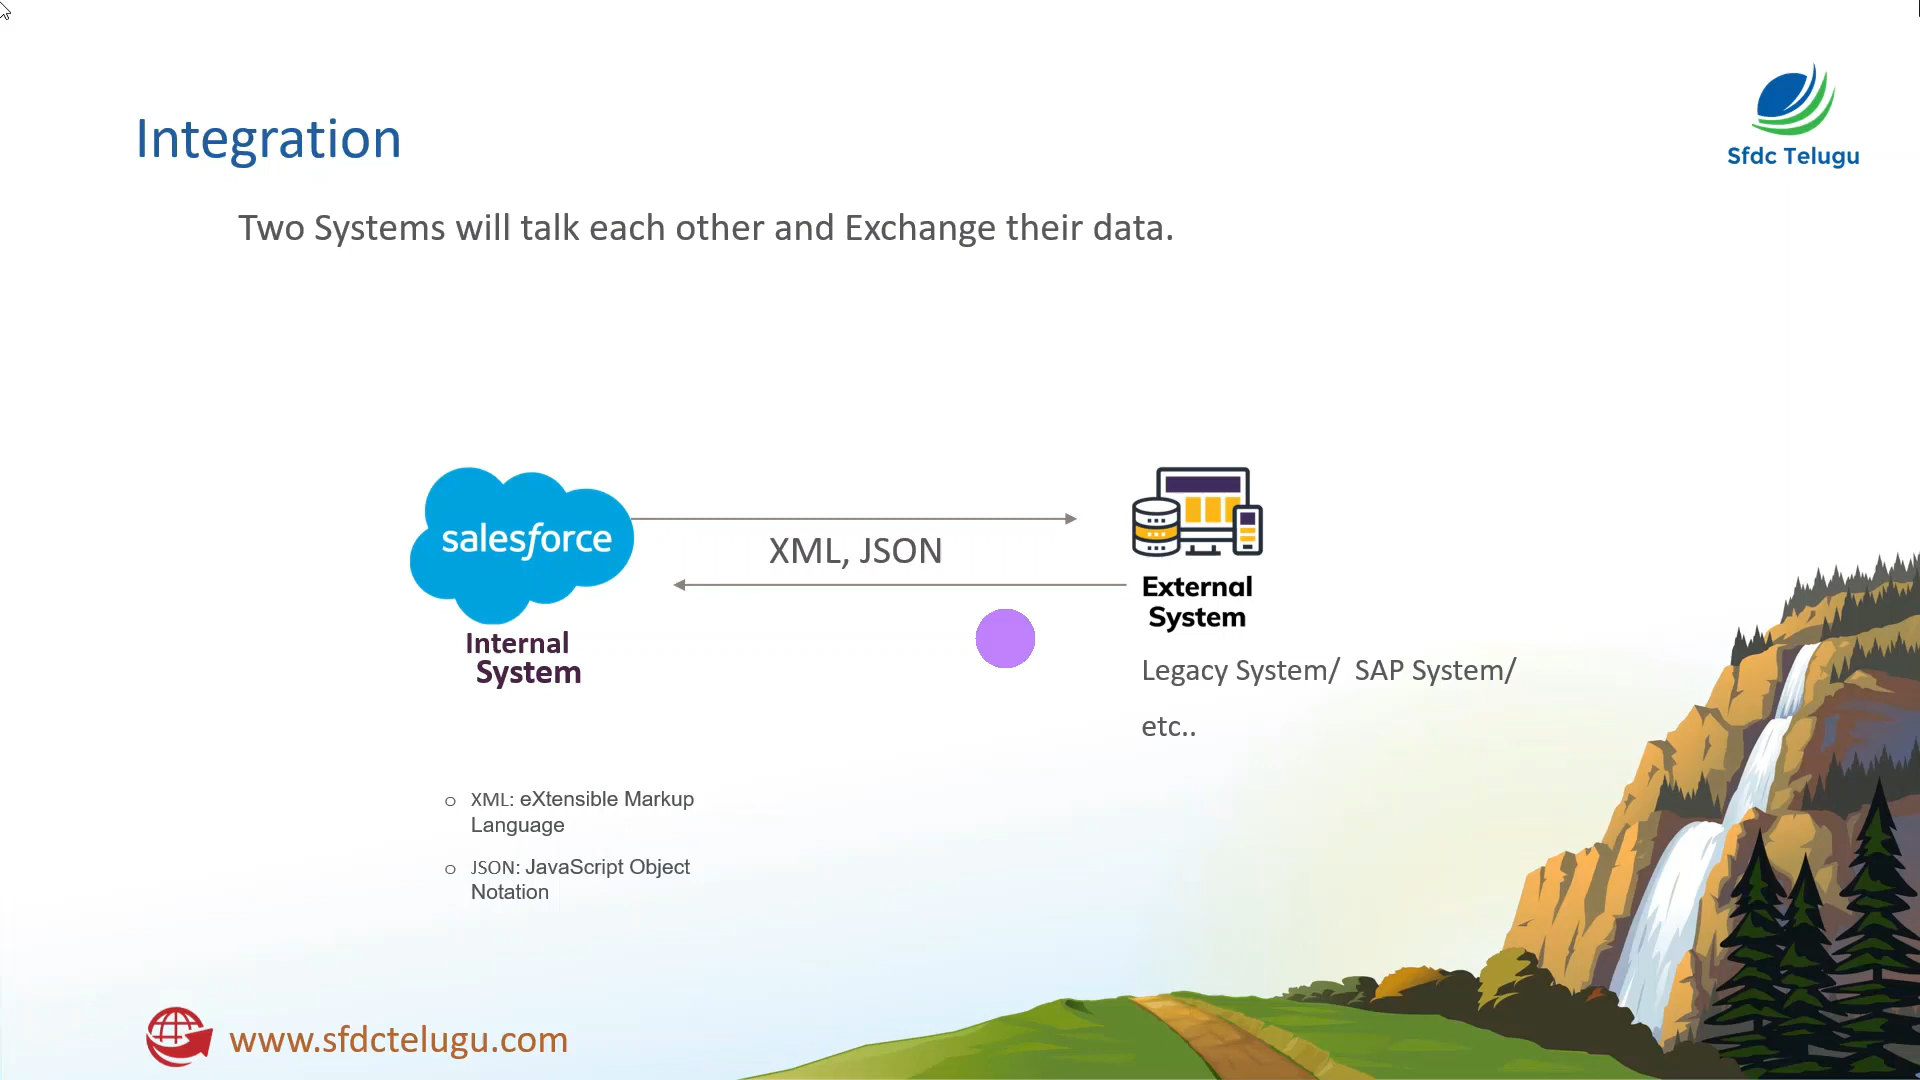 Integration
Sfdc Telugu
Two Systems will talk each other and Exchange their data.
salesforce
XML, JSON
Internal
System
External
System
Legacy System/ SAP System/
etc..
o XML: eXtensible Markup
Language
o JSON: JavaScript Object
Notation
www.sfdctelugu.com